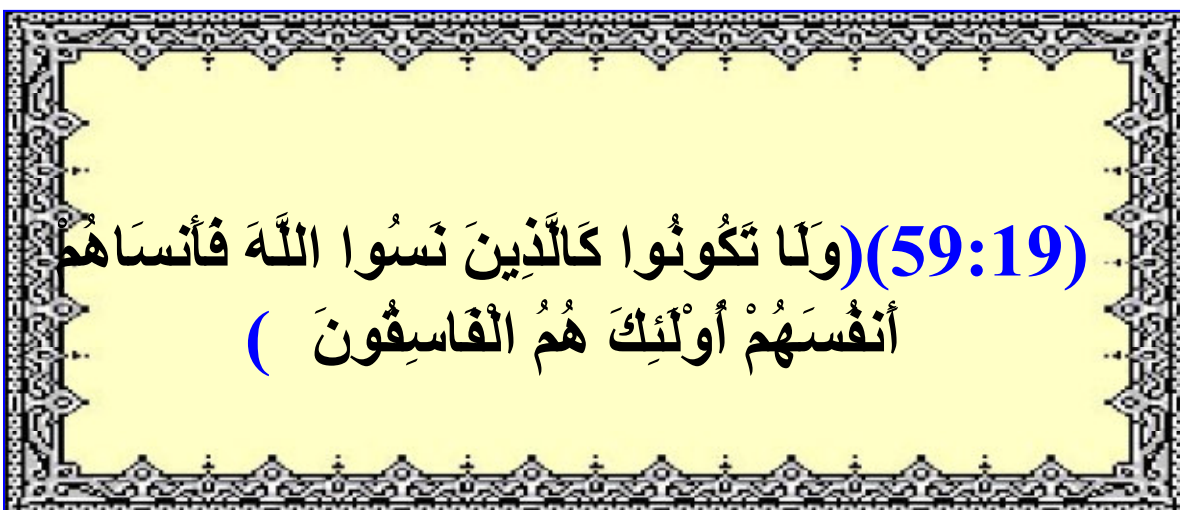 (59:19)(وَلَا تَكُونُوا كَالَّذِينَ نَسُوا اللَّهَ فَأَنسَاهُمْ
أَنفُسَهُمْ أُوْلَئِكَ هُمُ الْفَاسِقُونَ )